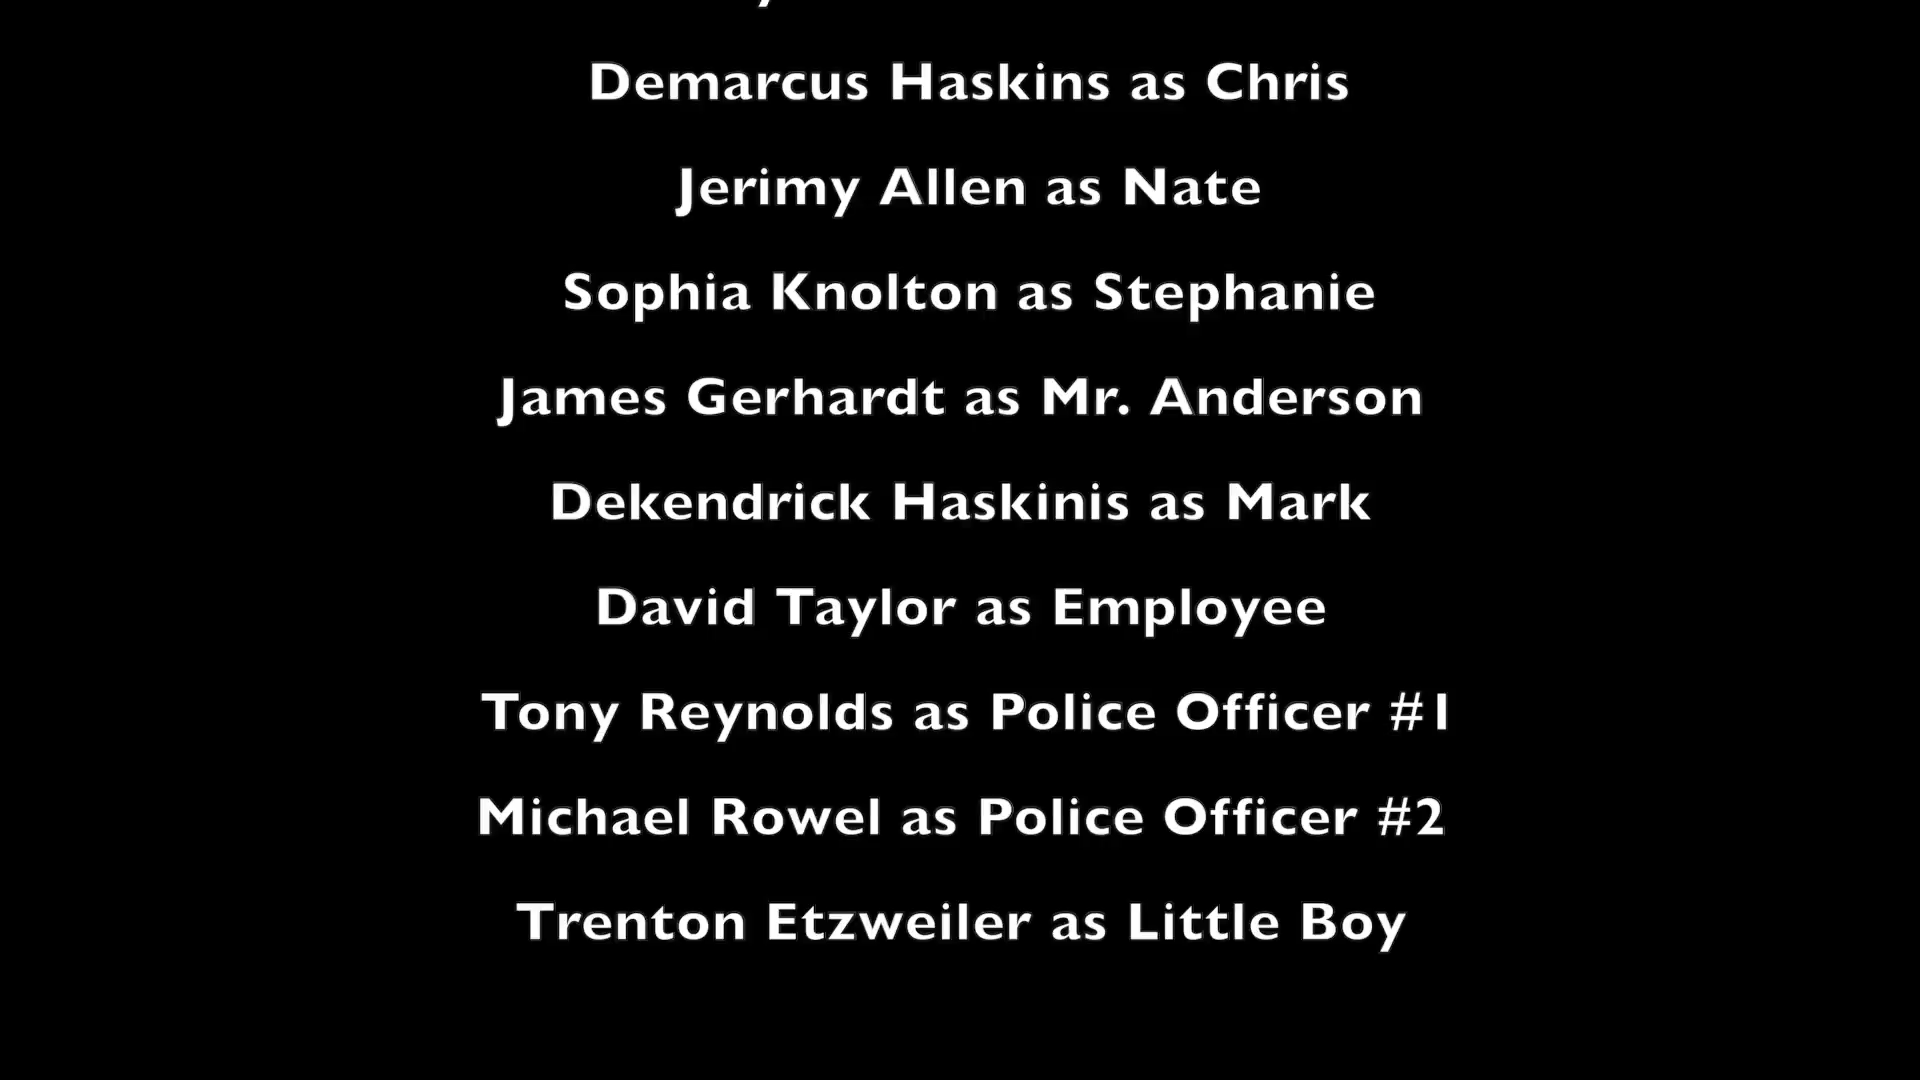 Demarcus Haskins as Chris
Jerimy Allen as Nate
Sophia Knolton as Stephanie
James Gerhardt as Mr. Anderson
Dekendrick Haskinis as Mark
David Taylor as Employee
Tony Reynolds as Police Officer #1
Michael Rowel as Police Officer #2
Trenton Etzweiler as Little Boy